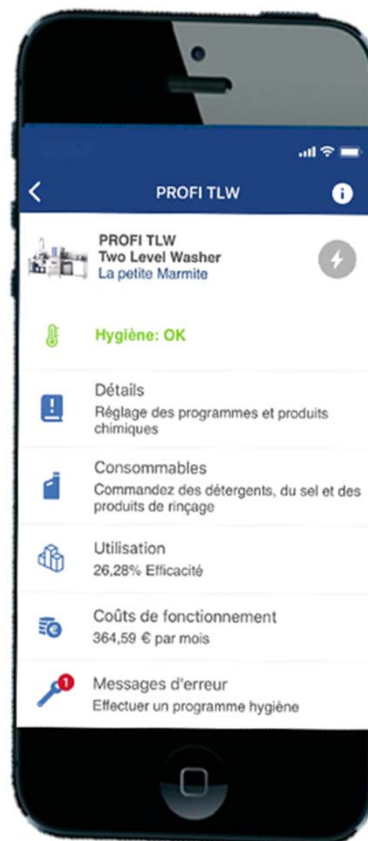 PROFI TLW
PROFI TLW
Two Level Washer
La petite Marmite
Hygiène: OK
Détails
Réglage des programmes et produits
chimiques
Consommables
Commandez des détergents, du sel et des
produits de rinçage
Utilisation
26,28% Efficacité
Coûts de fonctionnement
364,59 € par mois
1
Messages d'erreur
Effectuer un programme hygiène